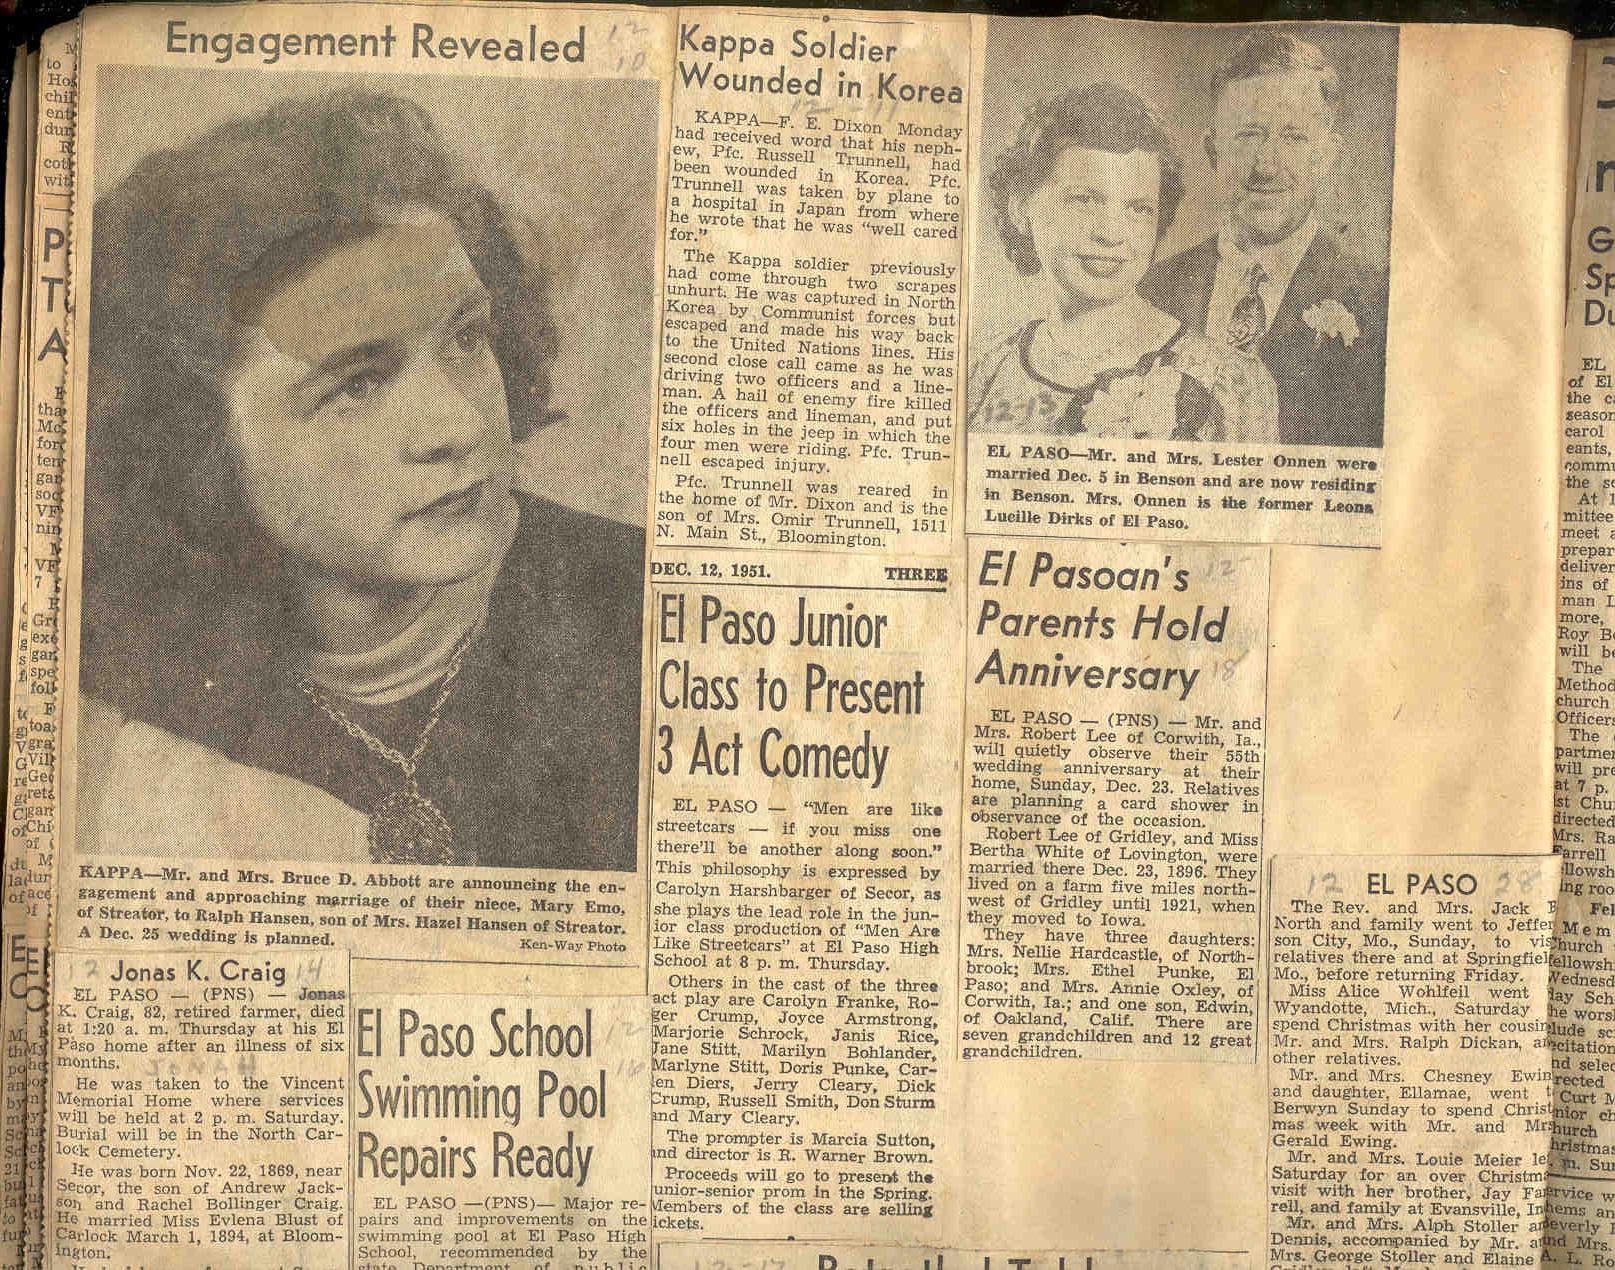 Engagement Revealed
12
10
KAPPA—Mr. and Mrs. Bruce D. Abbott are announcing the en-
gagement and approaching marriage of their niece, Mary Emo,
of Streator, to Ralph Hansen, son of Mrs. Hazel Hansen of Streator.
A Dec. 25 wedding is planned.
Ken-Way Photo
12 Jonas K. Craig 14
EL PASO — (PNS) — Jonas
K. Craig, 82, retired farmer, died
at 1:20 a. m. Thursday at his El
Paso home after an illness of six
months.
He was taken to the Vincent
Memorial Home where services
will be held at 2 p. m. Saturday.
Burial will be in the North Car-
lock Cemetery.
He was born Nov. 22, 1869, near
Secor, the son of Andrew Jack-
son and Rachel Bollinger Craig.
He married Miss Evlena Blust of
Carlock March 1, 1894, at Bloom-
ington.
El Paso School
Swimming Pool
Repairs Ready
EL PASO —(PNS)— Major re-
pairs and improvements on the
swimming pool at El Paso High
School, recommended by the
state Department of public
Kappa Soldier
Wounded in Korea
KAPPA—F. E. Dixon Monday
had received word that his neph-
ew, Pfc. Russell Trunnell, had
been wounded in Korea. Pfc.
Trunnell was taken by plane to
a hospital in Japan from where
he wrote that he was "well cared
for."
The Kappa soldier previously
had come through two scrapes
unhurt. He was captured in North
Korea by Communist forces but
escaped and made his way back
to the United Nations lines. His
second close call came as he was
driving two officers and a line-
man. A hail of enemy fire killed
the officers and lineman, and put
six holes in the jeep in which the
four men were riding. Pfc. Trun-
nell escaped injury.
Pfc. Trunnell was reared in
the home of Mr. Dixon and is the
son of Mrs. Omir Trunnell, 1511
N. Main St., Bloomington.
DEC. 12, 1951. THREE
El Paso Junior
Class to Present
3 Act Comedy
EL PASO — "Men are like
streetcars — if you miss one
there'll be another along soon."
This philosophy is expressed by
Carolyn Harshbarger of Secor, as
she plays the lead role in the jun-
ior class production of "Men Are
Like Streetcars" at El Paso High
School at 8 p. m. Thursday.
Others in the cast of the three
act play are Carolyn Franke, Ro-
ger Crump, Joyce Armstrong,
Marjorie Schrock, Janis Rice,
Jane Stitt, Marilyn Bohlander,
Marlyne Stitt, Doris Punke, Car-
en Diers, Jerry Cleary, Dick
Crump, Russell Smith, Don Sturm
and Mary Cleary.
The prompter is Marcia Sutton,
and director is R. Warner Brown.
Proceeds will go to present the
unior-senior prom in the Spring.
Members of the class are selling
ickets.
12-13
EL PASO—Mr. and Mrs. Lester Onnen were
married Dec. 5 in Benson and are now residing
in Benson. Mrs. Onnen is the former Leona
Lucille Dirks of El Paso.
El Pasoan's 12-
Parents Hold
Anniversary 18
EL PASO — (PNS) — Mr. and
Mrs. Robert Lee of Corwith, Ia.,
will quietly observe their 55th
wedding anniversary at their
home, Sunday, Dec. 23. Relatives
are planning a card shower in
observance of the occasion.
Robert Lee of Gridley, and Miss
Bertha White of Lovington, were
married there Dec. 23, 1896. They
lived on a farm five miles north-
west of Gridley until 1921, when
they moved to Iowa.
They have three daughters:
Mrs. Nellie Hardcastle, of North-
brook; Mrs. Ethel Punke, El
Paso; and Mrs. Annie Oxley, of
Corwith, Ia.; and one son, Edwin,
of Oakland, Calif. There are
seven grandchildren and 12 great
grandchildren.
12 EL PASO 28
The Rev. and Mrs. Jack
North and family went to Jeffer
son City, Mo., Sunday, to
relatives there and at Springfiel
Mo., before returning Friday.
Miss Alice Wohlfeil went
Wyandotte, Mich., Saturday
spend Christmas with her cousin
Mr. and Mrs. Ralph Dickan,
other relatives.
Mr. and Mrs. Chesney Ewin
and daughter, Ellamae, went
Berwyn Sunday to spend Christ
mas week with Mr. and
Gerald Ewing.
Mr. and Mrs. Louie Meier
Saturday for an over Christm
visit with her brother, Jay
rell, and family at Evansville,
Mr. and Mrs. Alph Stoller
Dennis, accompanied by Mr.
Mrs. George Stoller and Elaine
P
T
A